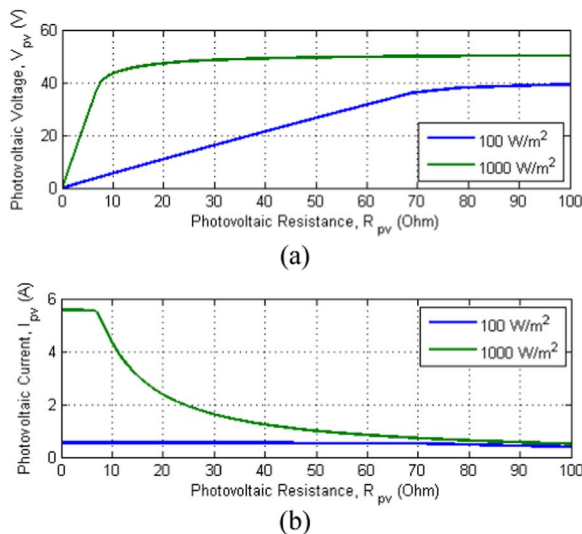 Photovoltaic Voltage, V pv (V)
60
40
20
0
0 10 20 30 40 50 60 70 80 90 100
Photovoltaic Resistance, R pv (Ohm)
100 W/m²
1000 W/m²
(a)
Photovoltaic Current, I pv (A)
6
4
2
0
0 10 20 30 40 50 60 70 80 90 100
Photovoltaic Resistance, R pv (Ohm)
100 W/m²
1000 W/m²
(b)